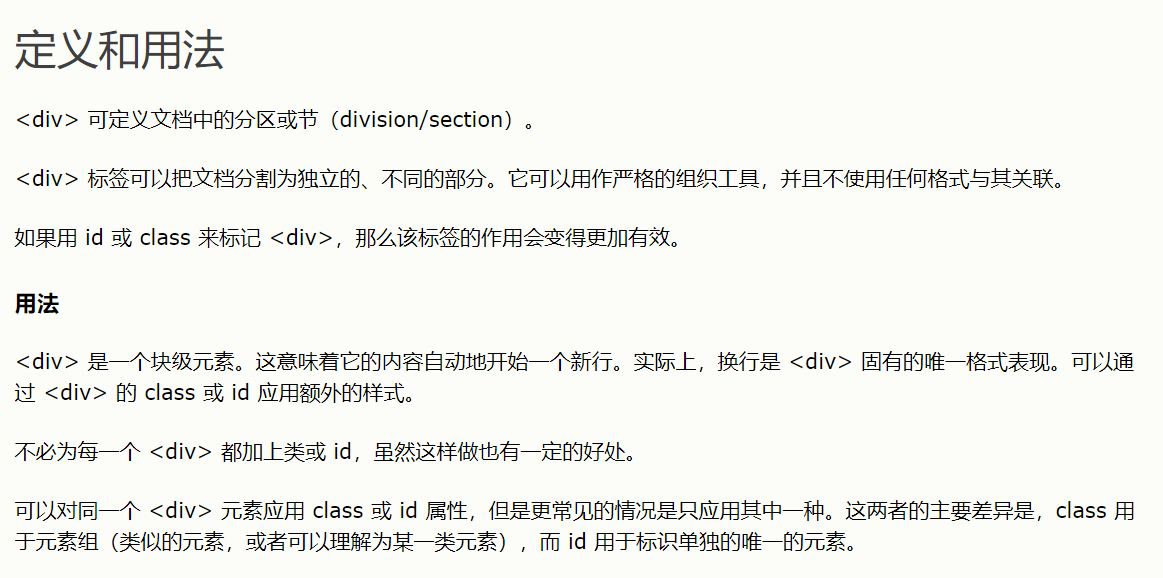 定义和用法
<div> 可定义文档中的分区或节（division/section）。
<div> 标签可以把文档分割为独立的、不同的部分。它可以用作严格的组织工具，并且不使用任何格式与其关联。
如果用 id 或 class 来标记 <div>，那么该标签的作用会变得更加有效。
用法
<div> 是一个块级元素。这意味着它的内容自动地开始一个新行。实际上，换行是 <div> 固有的唯一格式表现。可以通
过 <div> 的 class 或 id 应用额外的样式。
不必为每一个 <div> 都加上类或 id，虽然这样做也有一定的好处。
可以对同一个 <div> 元素应用 class 或 id 属性，但是更常见的情况是只应用其中一种。这两者的主要差异是，class 用
于元素组（类似的元素，或者可以理解为某一类元素），而 id 用于标识单独的唯一的元素。